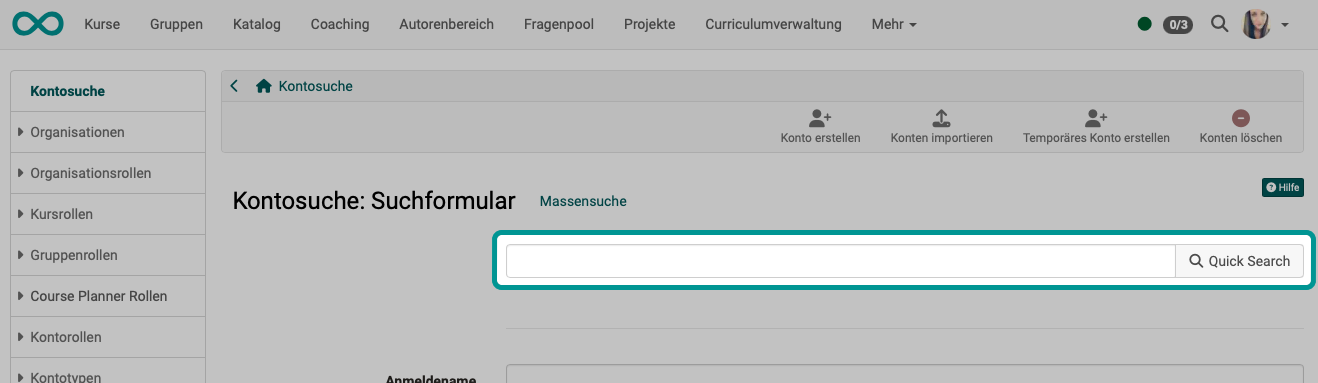 Kurse Gruppen Katalog Coaching Autorenbereich Fragenpool Projekte Curriculumverwaltung Mehr 0/3
Kontosuche
Organisationen
Organisationsrollen
Kursrollen
Gruppenrollen
Course Planner Rollen
Kontorollen
Kontotypen
Kontosuche
Konto erstellen Konten importieren Temporäres Konto erstellen Konten löschen
Hilfe
Kontosuche: Suchformular Massensuche
Quick Search
Anmeldename